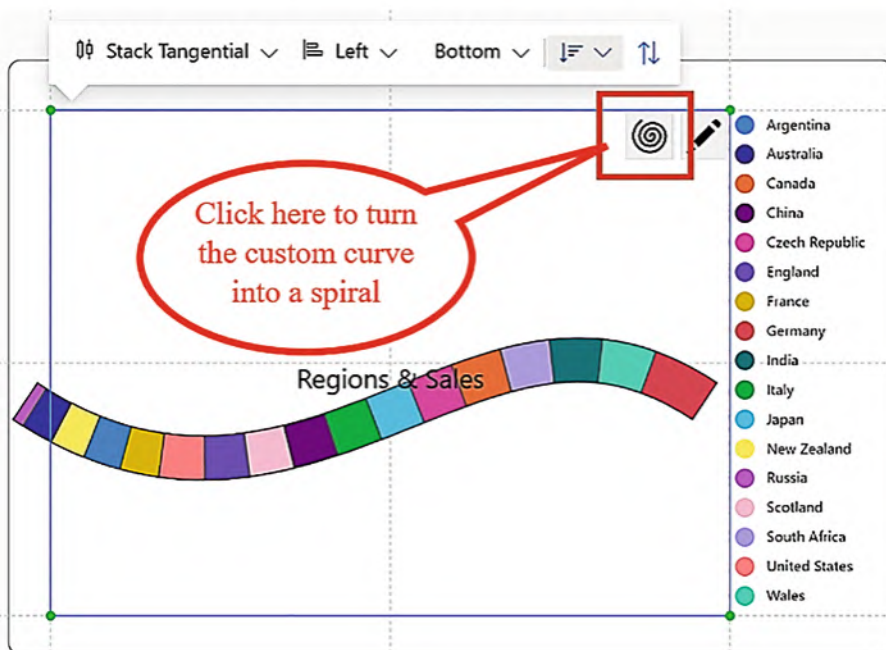 Stack Tangential Left Bottom
Click here to turn
the custom curve
into a spiral
Regions & Sales
Argentina
Australia
Canada
China
Czech Republic
England
France
Germany
India
Italy
Japan
New Zealand
Russia
Scotland
South Africa
United States
Wales